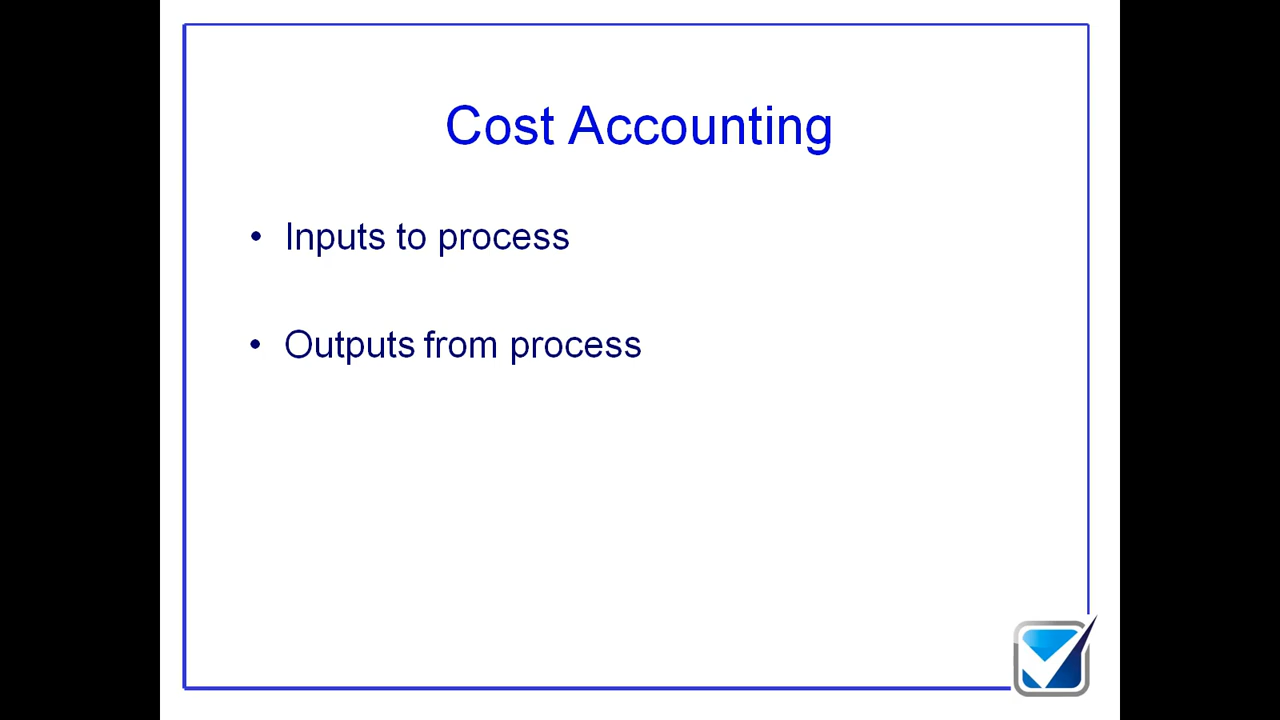 Cost Accounting
• Inputs to process
• Outputs from process